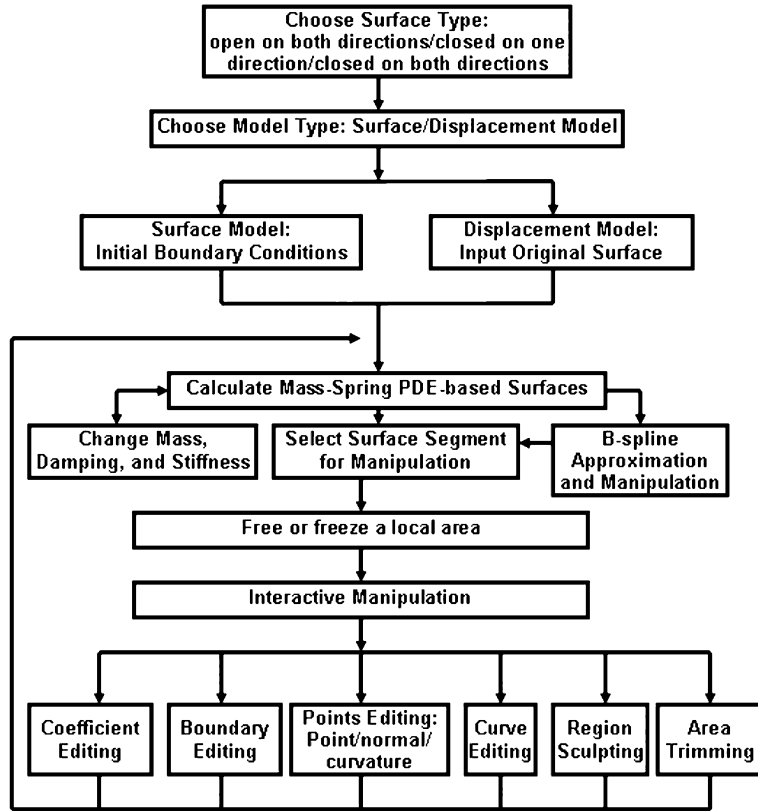 Choose Surface Type:
open on both directions/closed on one
direction/closed on both directions
Choose Model Type: Surface/Displacement Model
Surface Model:
Initial Boundary Conditions
Displacement Model:
Input Original Surface
Calculate Mass-Spring PDE-based Surfaces
Change Mass,
Damping, and Stiffness
Select Surface Segment
for Manipulation
B-spline
Approximation
and Manipulation
Free or freeze a local area
Interactive Manipulation
Coefficient
Editing
Boundary
Editing
Points Editing:
Point/normal/
curvature
Curve
Editing
Region
Sculpting
Area
Trimming